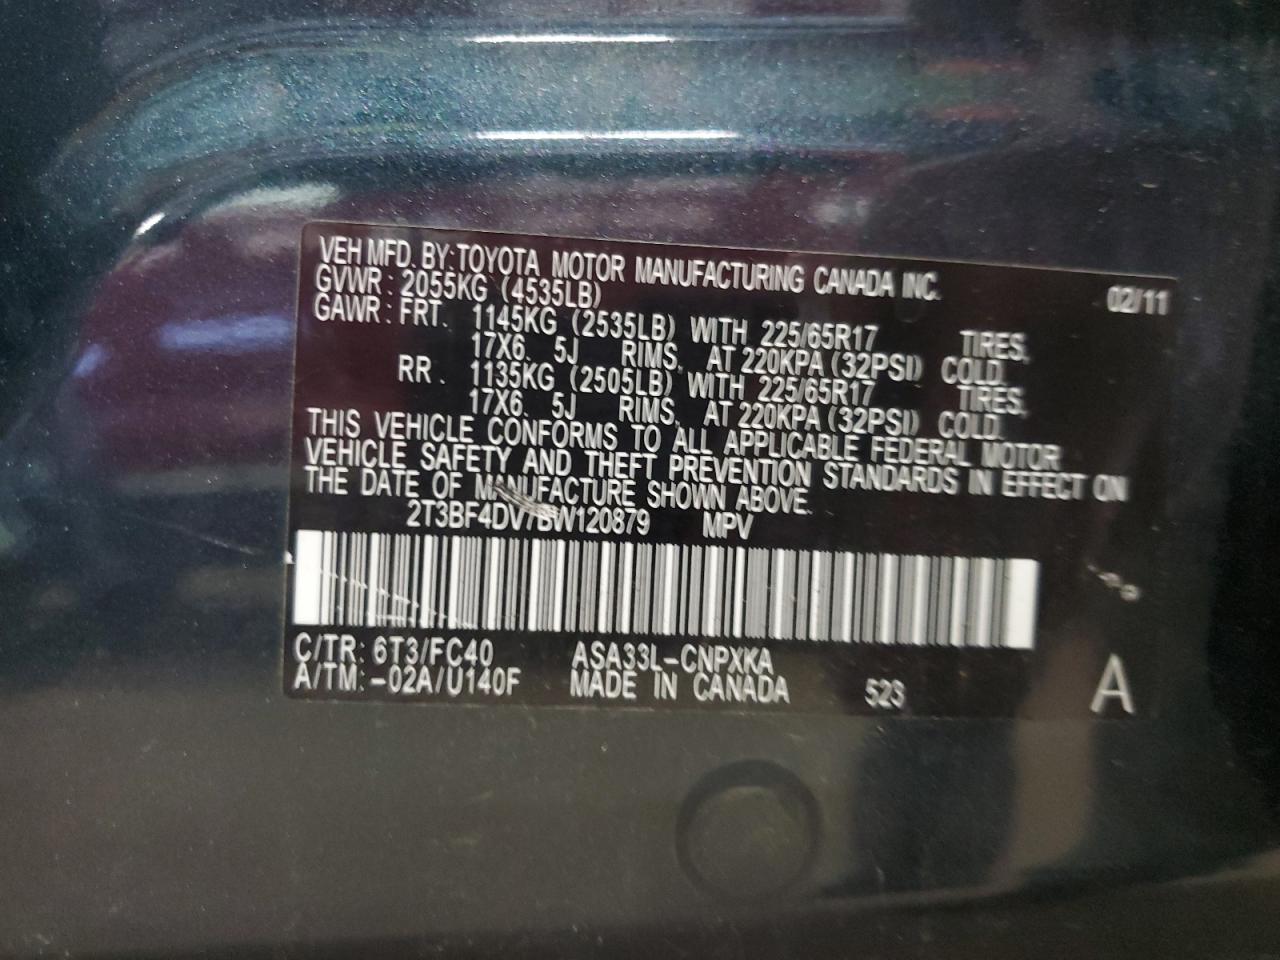 VEH MFD. BY: TOYOTA MOTOR MANUFACTURING CANADA INC.
GVWR: 2055KG (4535LB) 02/11
GAWR: FRT. 1145KG (2535LB) WITH 225/65R17 TIRES,
17X6. 5J RIMS, AT 220KPA (32PSI) COLD.
RR. 1135KG (2505LB) WITH 225/65R17 TIRES,
17X6. 5J RIMS, AT 220KPA (32PSI) COLD.
THIS VEHICLE CONFORMS TO ALL APPLICABLE FEDERAL MOTOR
VEHICLE SAFETY AND THEFT PREVENTION STANDARDS IN EFFECT ON
THE DATE OF MANUFACTURE SHOWN ABOVE.
2T3BF4DV7BW120879 MPV
C/TR: 6T3/FC40 ASA33L-CNPXKA
A/TM: -02A/U140F MADE IN CANADA 523 A